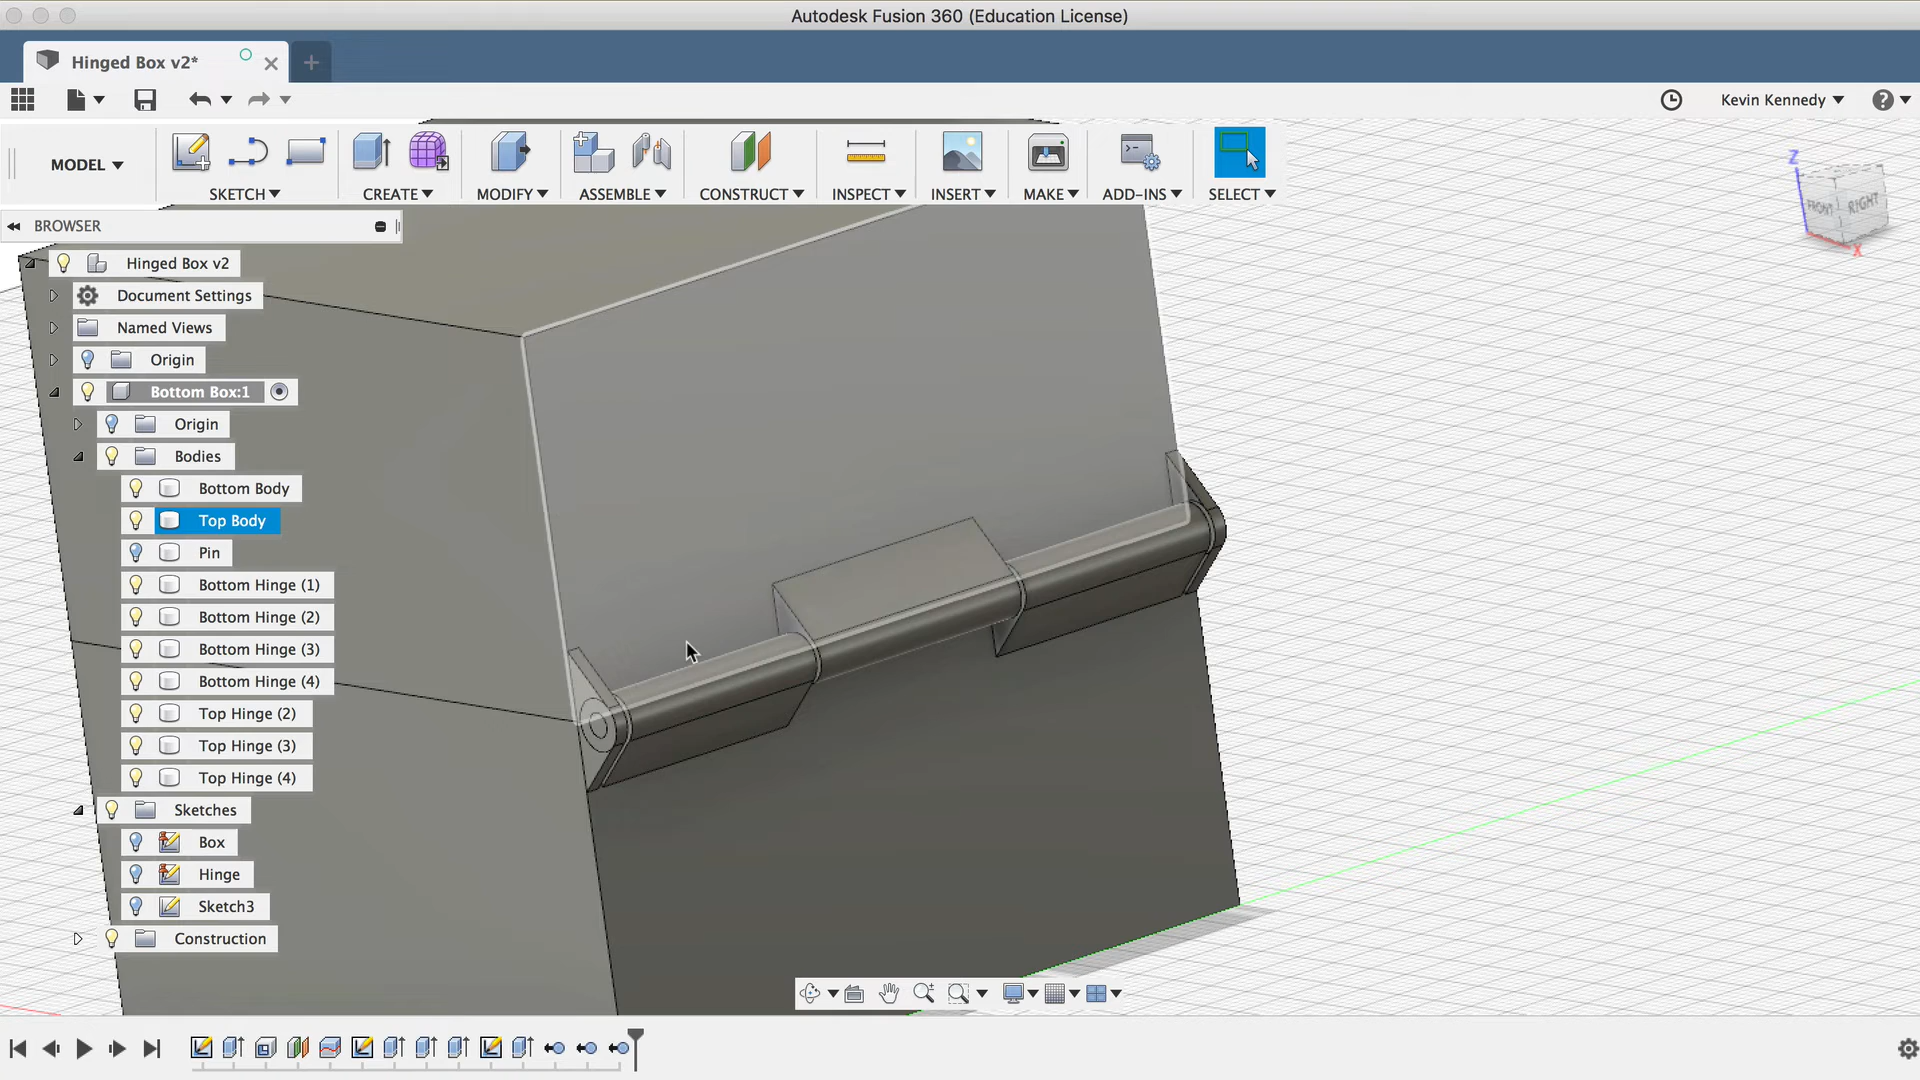 Autodesk Fusion 360 (Education License)
Hinged Box v2*
Kevin Kennedy
MODEL
SKETCH
CREATE
MODIFY
ASSEMBLE
CONSTRUCT
INSPECT
INSERT
MAKE
ADD-INS
SELECT
Z
FRONT
RIGHT
X
BROWSER
Hinged Box v2
Document Settings
Named Views
Origin
Bottom Box:1
Origin
Bodies
Bottom Body
Top Body
Pin
Bottom Hinge (1)
Bottom Hinge (2)
Bottom Hinge (3)
Bottom Hinge (4)
Top Hinge (2)
Top Hinge (3)
Top Hinge (4)
Sketches
Box
Hinge
Sketch3
Construction